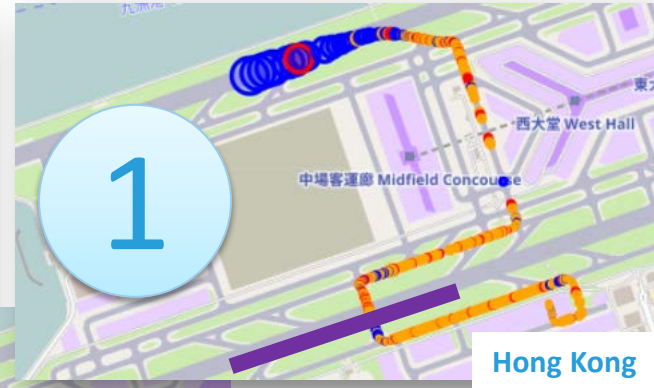 西大堂 West Hall
中場客運廊 Midfield Concourse
1
Hong Kong